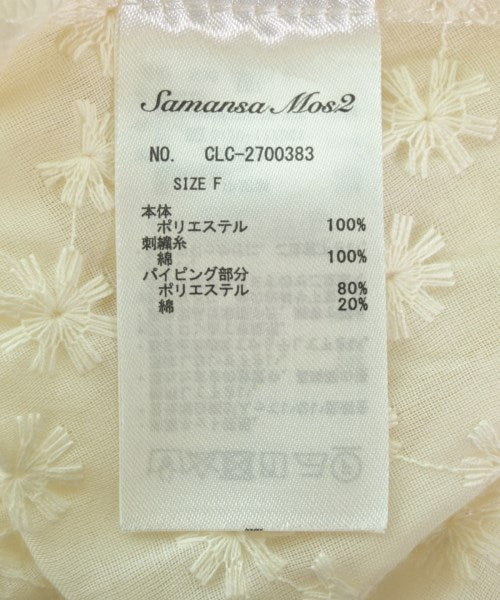 Samansa Mos2
NO. CLC-2700383
SIZE F
本体
ポリエステル 100%
刺繍糸
綿 100%
パイピング部分
ポリエステル 80%
綿 20%